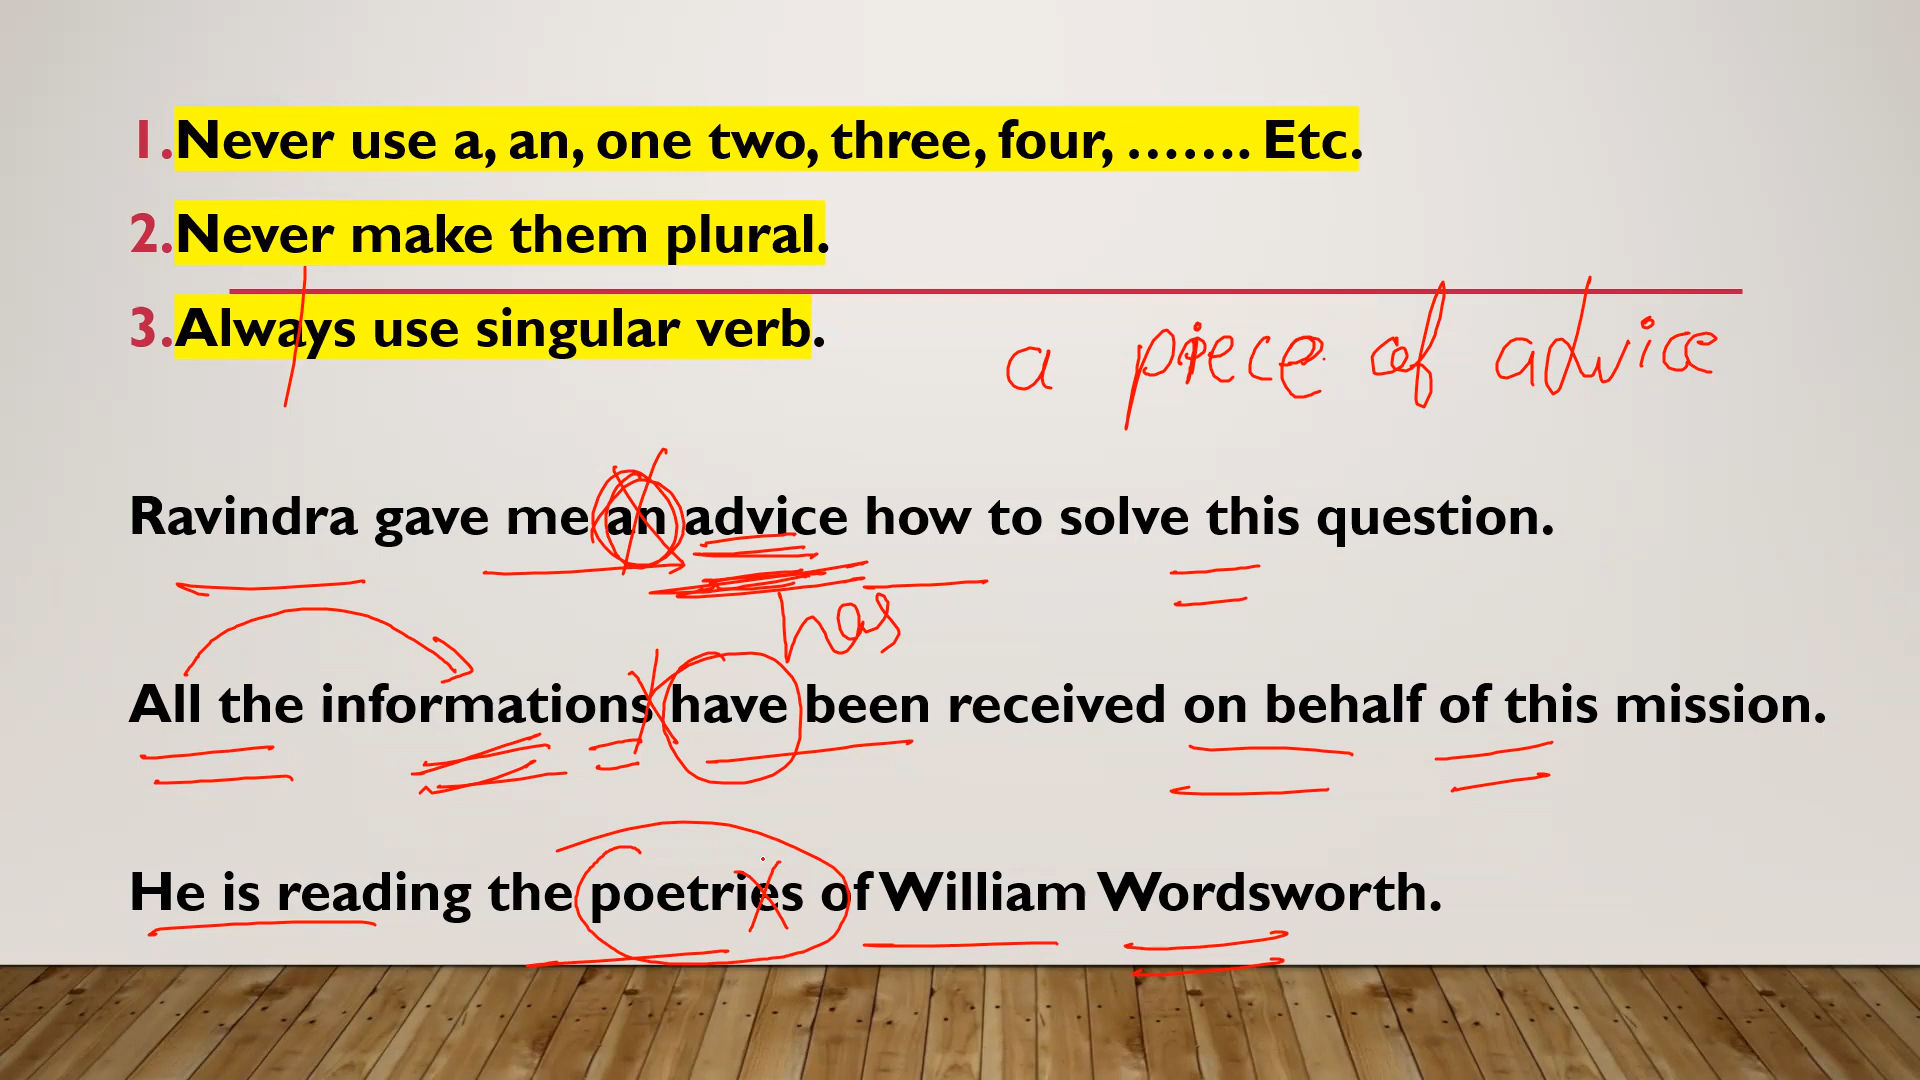 1. Never use a, an, one two, three, four, ....... Etc.
2. Never make them plural.
3. Always use singular verb.
a piece of advice
Ravindra gave me an advice how to solve this question.
has
All the informations have been received on behalf of this mission.
He is reading the poetries of William Wordsworth.